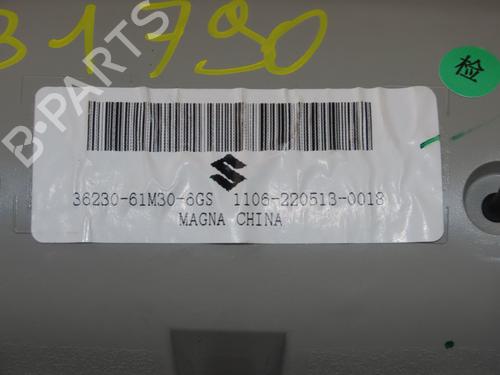 31790
B-PARTS
检
36230-61M30-6GS 1106-220513-0018
MAGNA CHINA